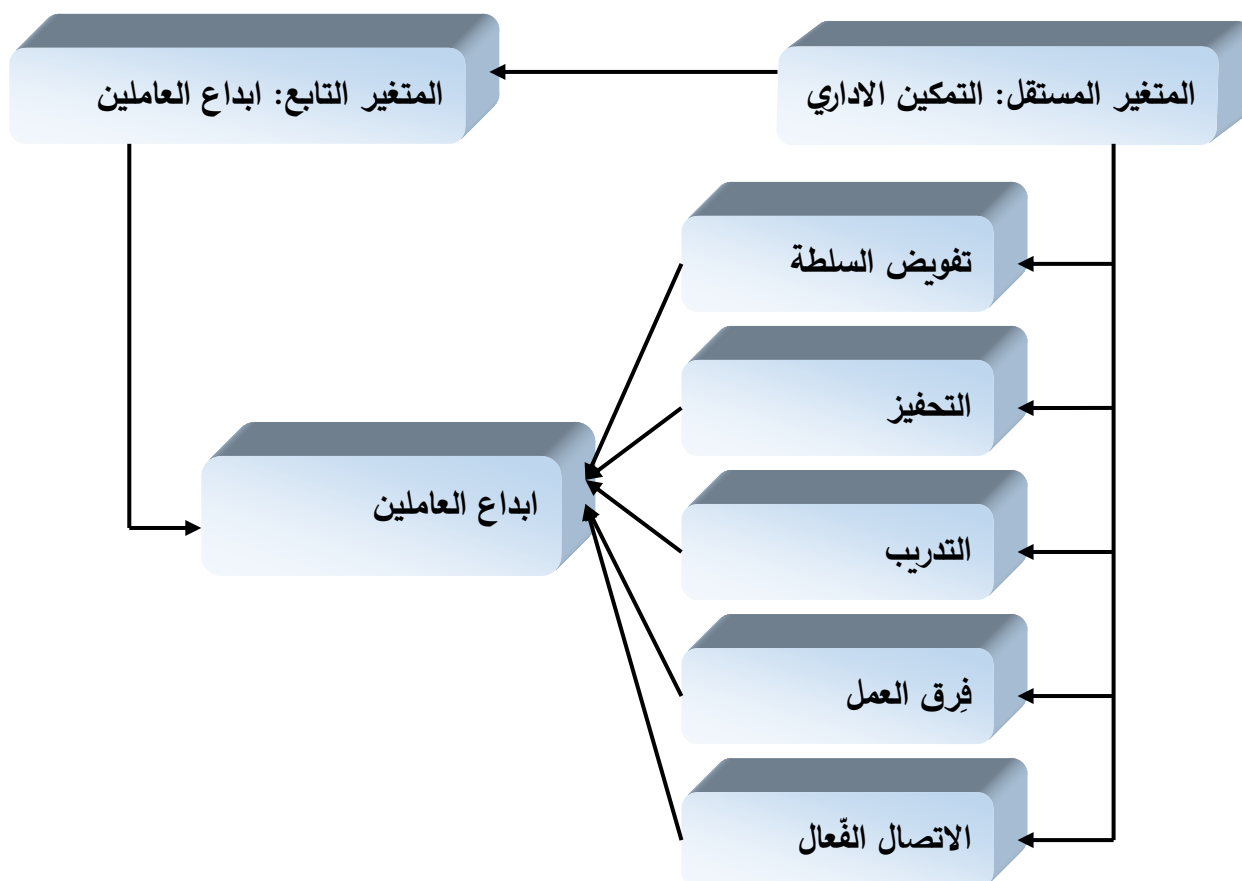 المتغير المستقل: التمكين الاداري
المتغير التابع: ابداع العاملين
تفويض السلطة
التحفيز
ابداع العاملين
التدريب
فِرق العمل
الاتصال الفّعال